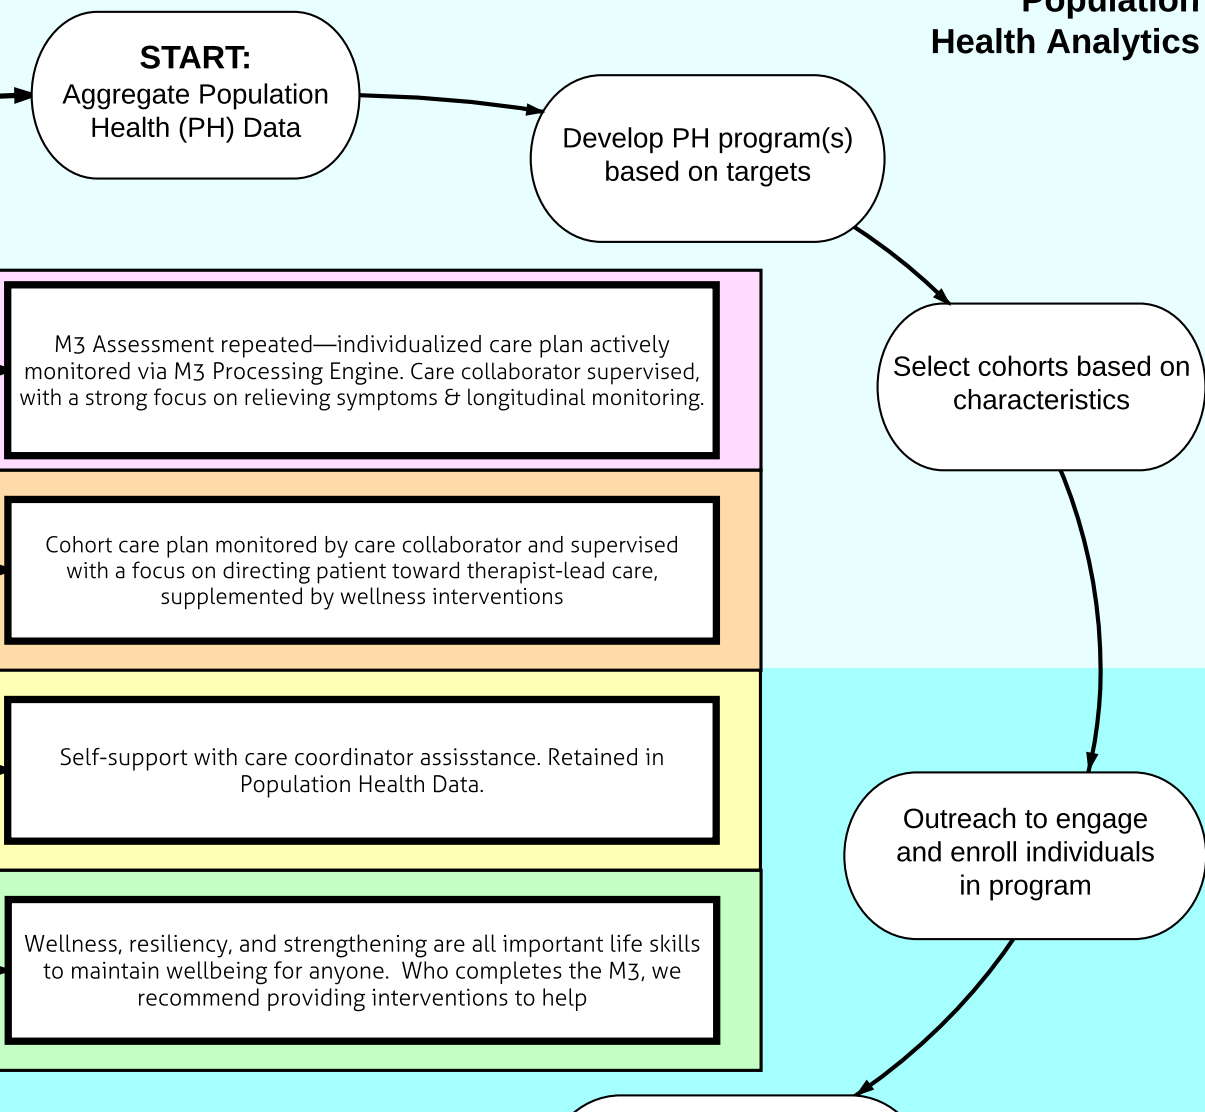 Population
Health Analytics
START:
Aggregate Population
Health (PH) Data
Develop PH program(s)
based on targets
Select cohorts based on
characteristics
Outreach to engage
and enroll individuals
in program
M3 Assessment repeated—individualized care plan actively
monitored via M3 Processing Engine. Care collaborator supervised,
with a strong focus on relieving symptoms & longitudinal monitoring.
Cohort care plan monitored by care collaborator and supervised
with a focus on directing patient toward therapist-lead care,
supplemented by wellness interventions
Self-support with care coordinator assisstance. Retained in
Population Health Data.
Wellness, resiliency, and strengthening are all important life skills
to maintain wellbeing for anyone.  Who completes the M3, we
recommend providing interventions to help